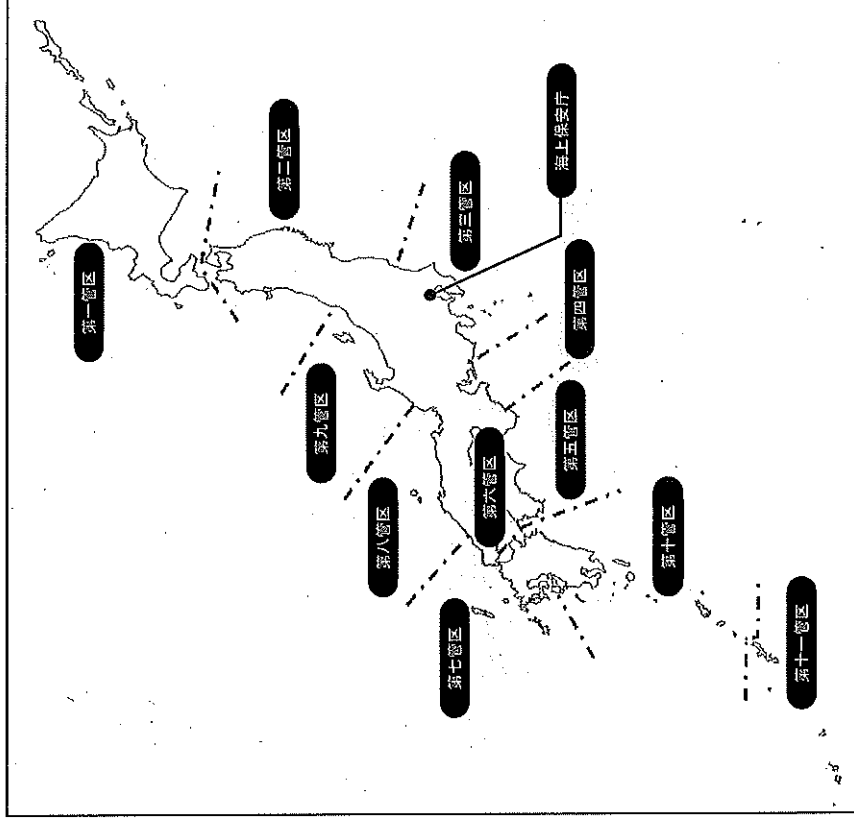 第一管区
第二管区
第三管区
海上保安庁
第四管区
第五管区
第六管区
第七管区
第八管区
第九管区
第十管区
第十一管区